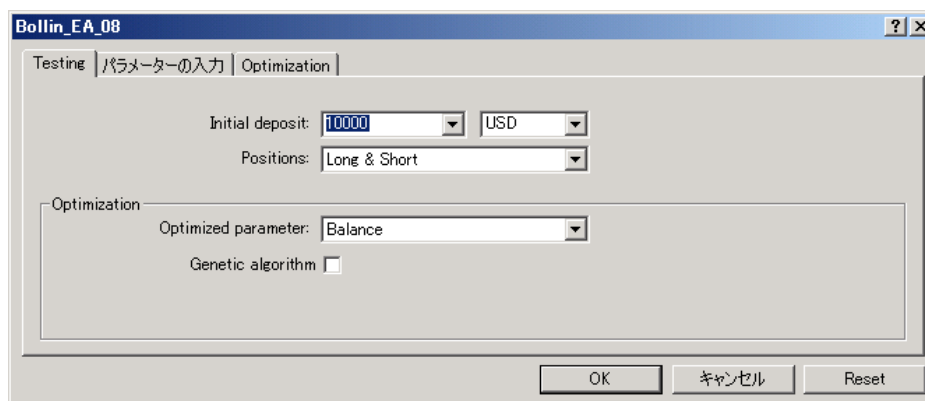 Bollin_EA_08
Testing パラメーターの入力 Optimization
Initial deposit: 10000 USD
Positions: Long & Short
Optimization
Optimized parameter: Balance
Genetic algorithm
OK キャンセル Reset